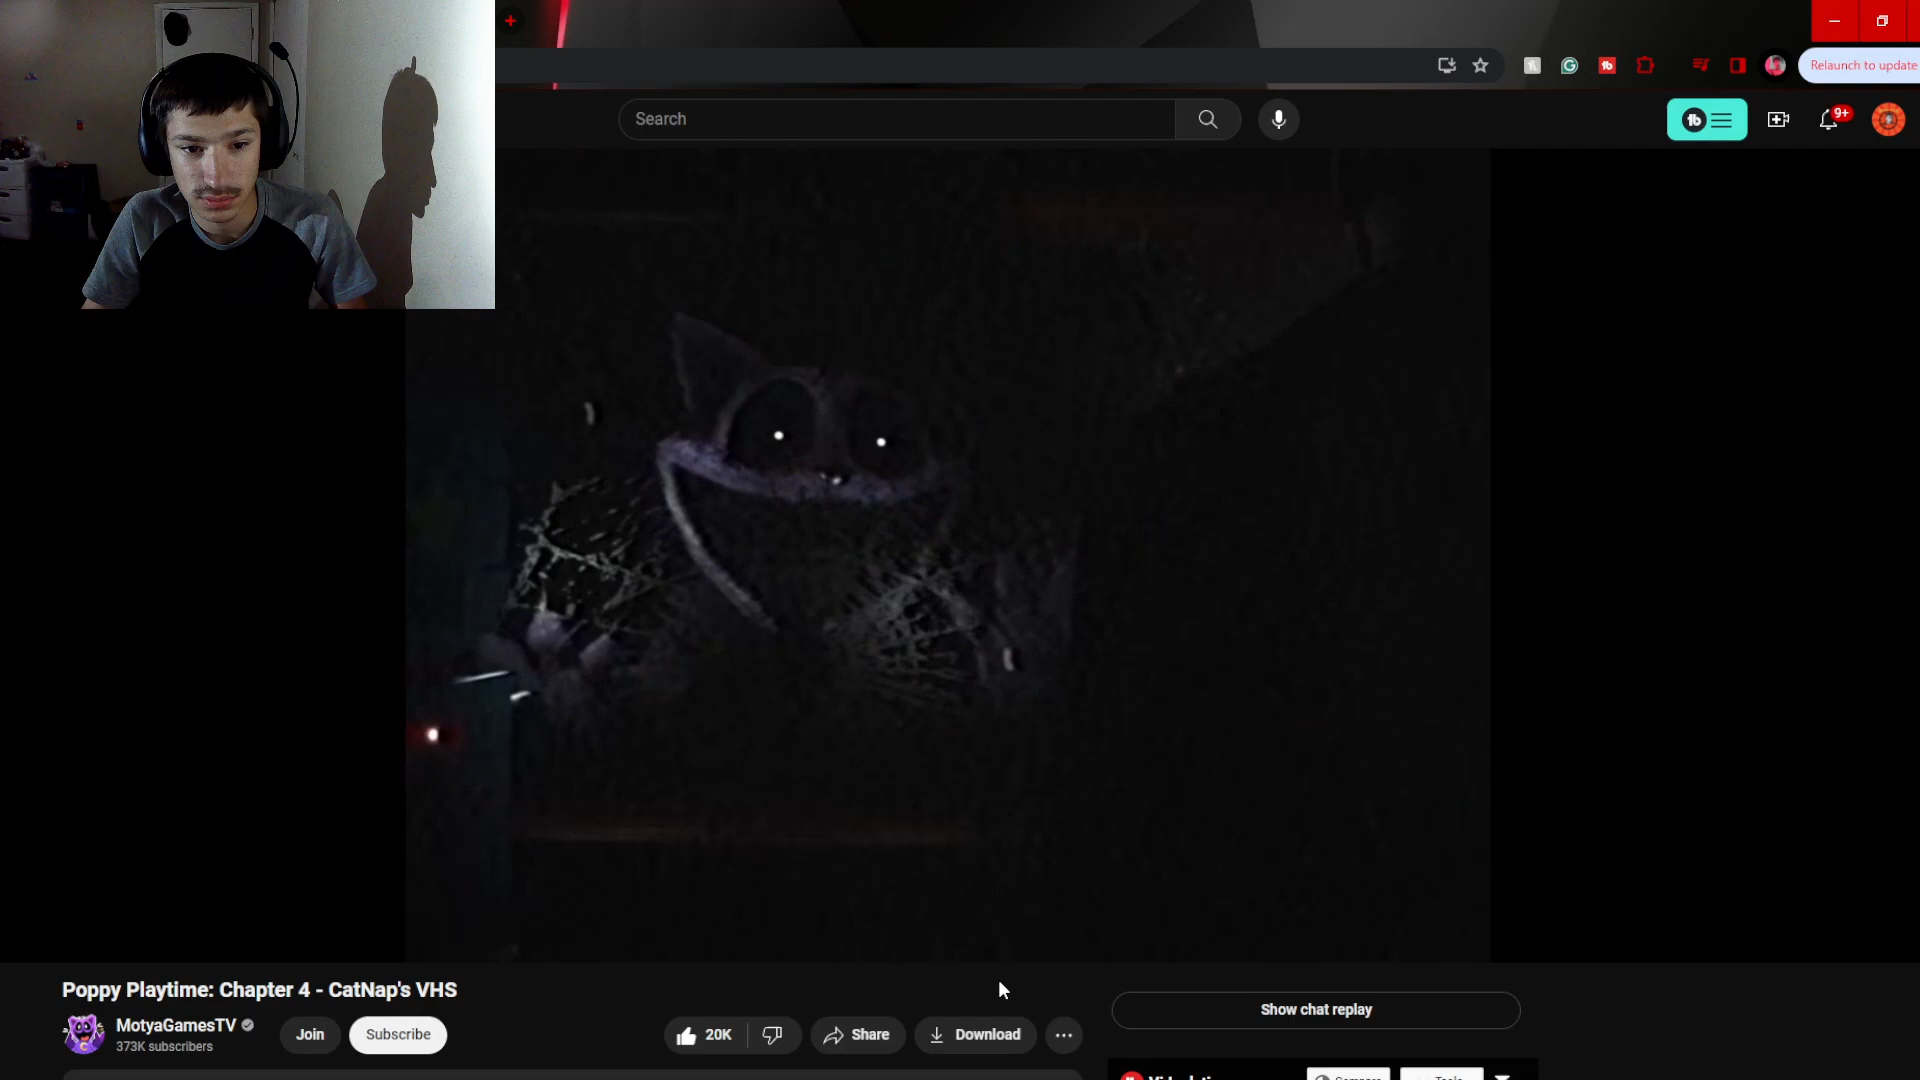 Relaunch to update
Search
9+
Poppy Playtime: Chapter 4 - CatNap's VHS
MotyaGamesTV
373K subscribers
Join
Subscribe
20K
Share
Download
Show chat replay